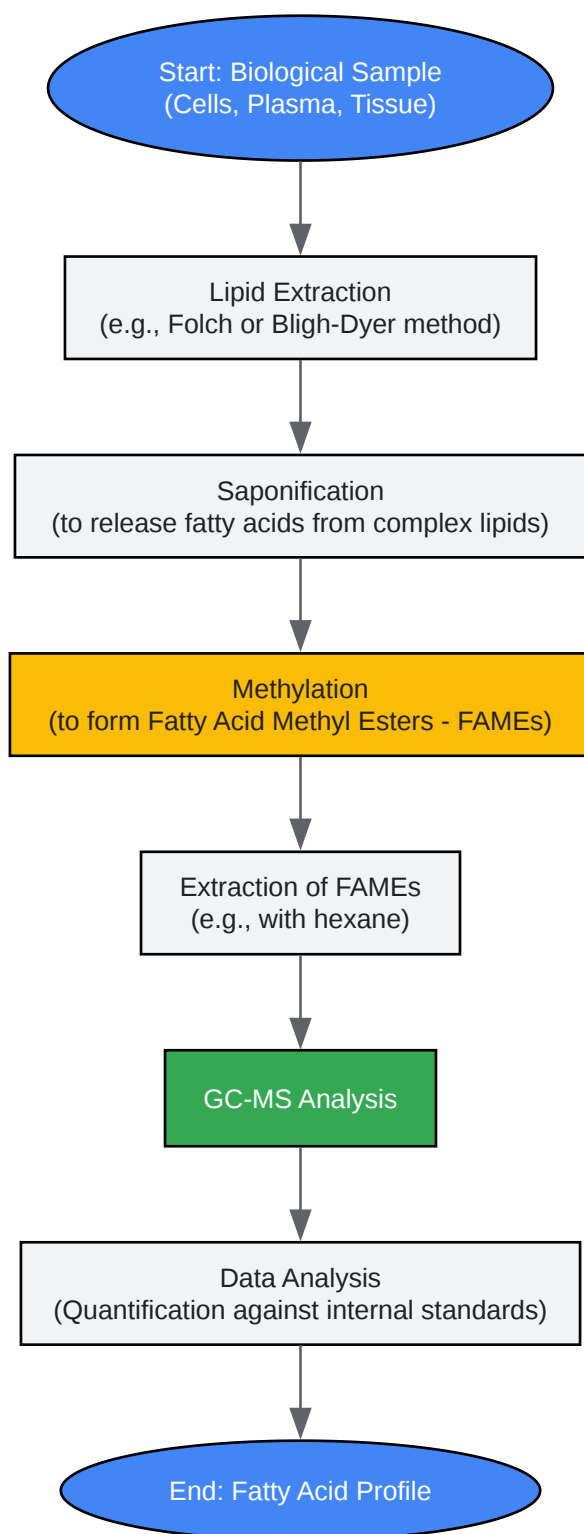 Start: Biological Sample
(Cells, Plasma, Tissue)
Lipid Extraction
(e.g., Folch or Bligh-Dyer method)
Saponification
(to release fatty acids from complex lipids)
Methylation
(to form Fatty Acid Methyl Esters - FAMEs)
Extraction of FAMEs
(e.g., with hexane)
GC-MS Analysis
Data Analysis
(Quantification against internal standards)
End: Fatty Acid Profile